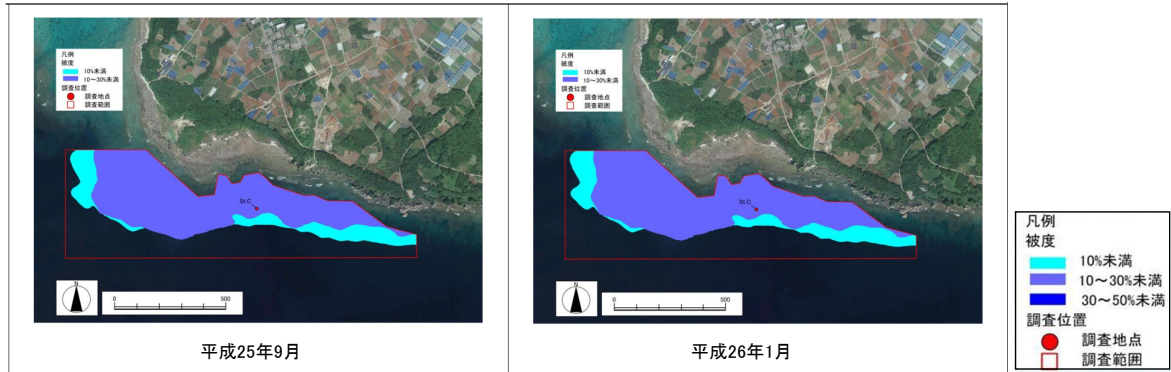 凡例
被度
10%未満
10～30%未満
調査位置
調査地点
調査範囲
St.C
N
0 500
平成25年9月
凡例
被度
10%未満
10～30%未満
調査位置
調査地点
調査範囲
St.C
N
0 500
平成26年1月
凡例
被度
10%未満
10～30%未満
30～50%未満
調査位置
調査地点
調査範囲